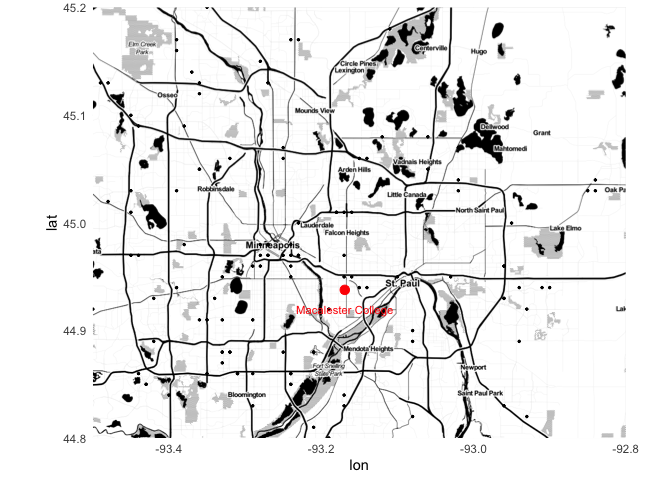 45.2
Elm Creek
Park
Centerville
Hugo
Circle Pines
Lexington
Osseo
45.1
Mounds View
Dellwood
Grant
Mahtomedi
Vadnais Heights
Arden Hills
Robbinsdale
Little Canada
Oak Pa
North Saint Paul
lat
45.0
Lauderdale
Falcon Heights
Lake Elmo
Minneapolis
ata
St. Paul
Macalester College
Lak
44.9
Mendota Heights
Fort Snelling
State Park
Newport
Bloomington
Saint Paul Park
44.8
-93.4
-93.2
-93.0
-92.8
lon